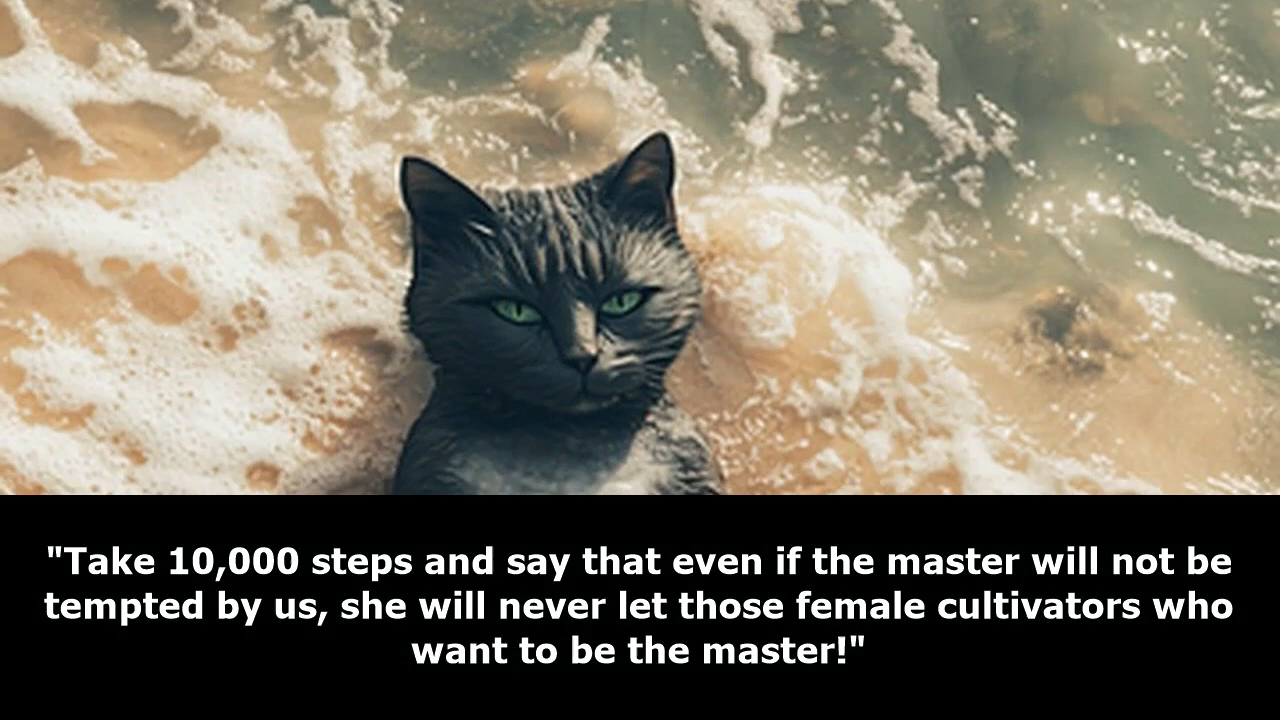 "Take 10,000 steps and say that even if the master will not be
tempted by us, she will never let those female cultivators who
want to be the master!"